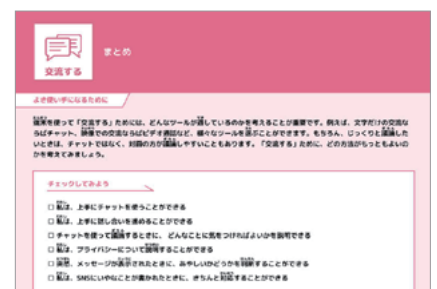 まとめ
交流する
よき使い手になるために
端末を使って「交流する」ためには、どんなツールが適しているのかを考えることが重要です。例えば、文字だけの交流な
らばチャット、映像での交流ならばビデオ通話など、様々なツールを選ぶことができます。もちろん、じっくりと議論した
いときは、チャットではなく、対面の方が議論しやすいこともあります。「交流する」ために、どの方法がもっともよいの
かを考えてみましょう。
チェックしてみよう
□ 私は、上手にチャットを使うことができる
□ 私は、上手に話し合いを進めることができる
□ チャットを使って議論するときに、どんなことに気をつければよいかを説明できる
□ 私は、プライバシーについて説明することができる
□ 突然、メッセージが表示されたときに、あやしいかどうかを判断することができる
□ 私は、SNSにいやなことが書かれたときに、きちんと対応することができる